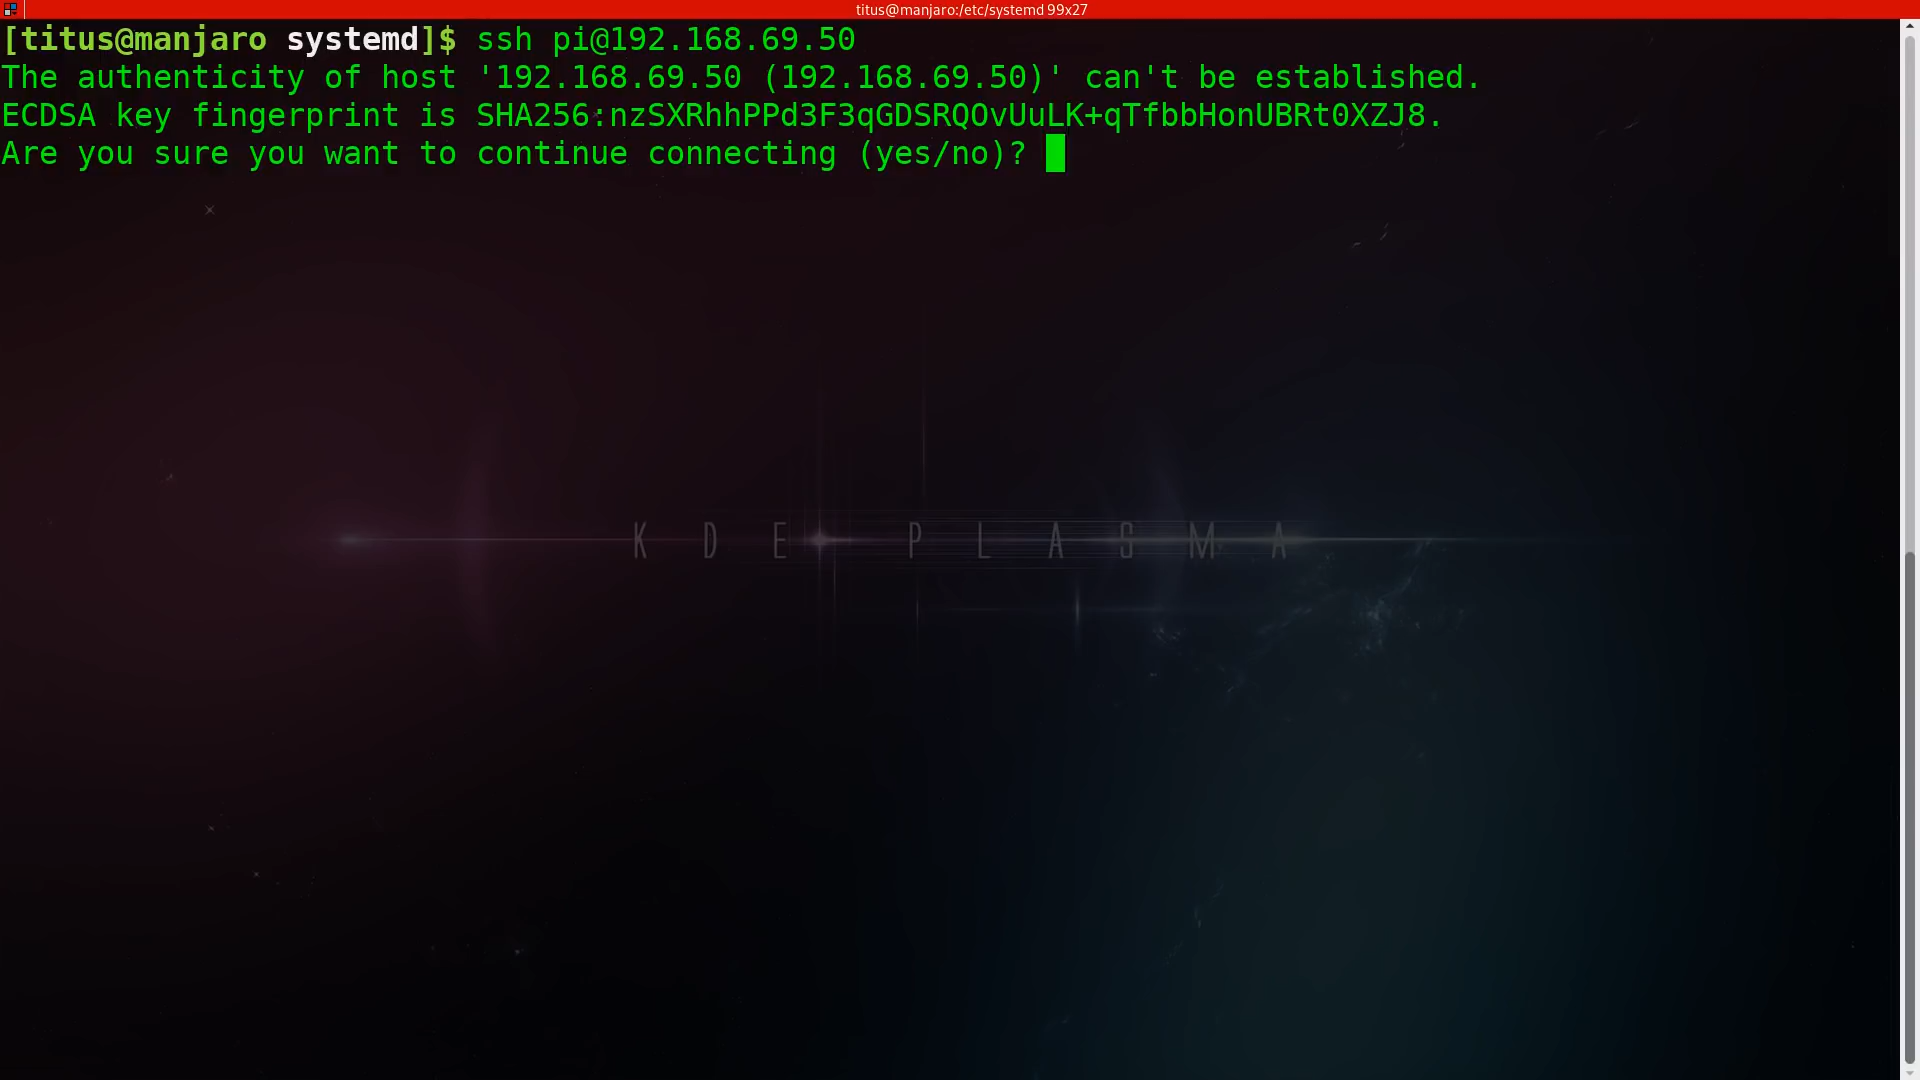 titus@manjaro:/etc/systemd 99x27
[titus@manjaro systemd]$ ssh pi@192.168.69.50
The authenticity of host '192.168.69.50 (192.168.69.50)' can't be established.
ECDSA key fingerprint is SHA256:nzSXRhhPPd3F3qGDSRQOvUuLK+qTfbbHonUBRt0XZJ8.
Are you sure you want to continue connecting (yes/no)?
KDE PLASMA